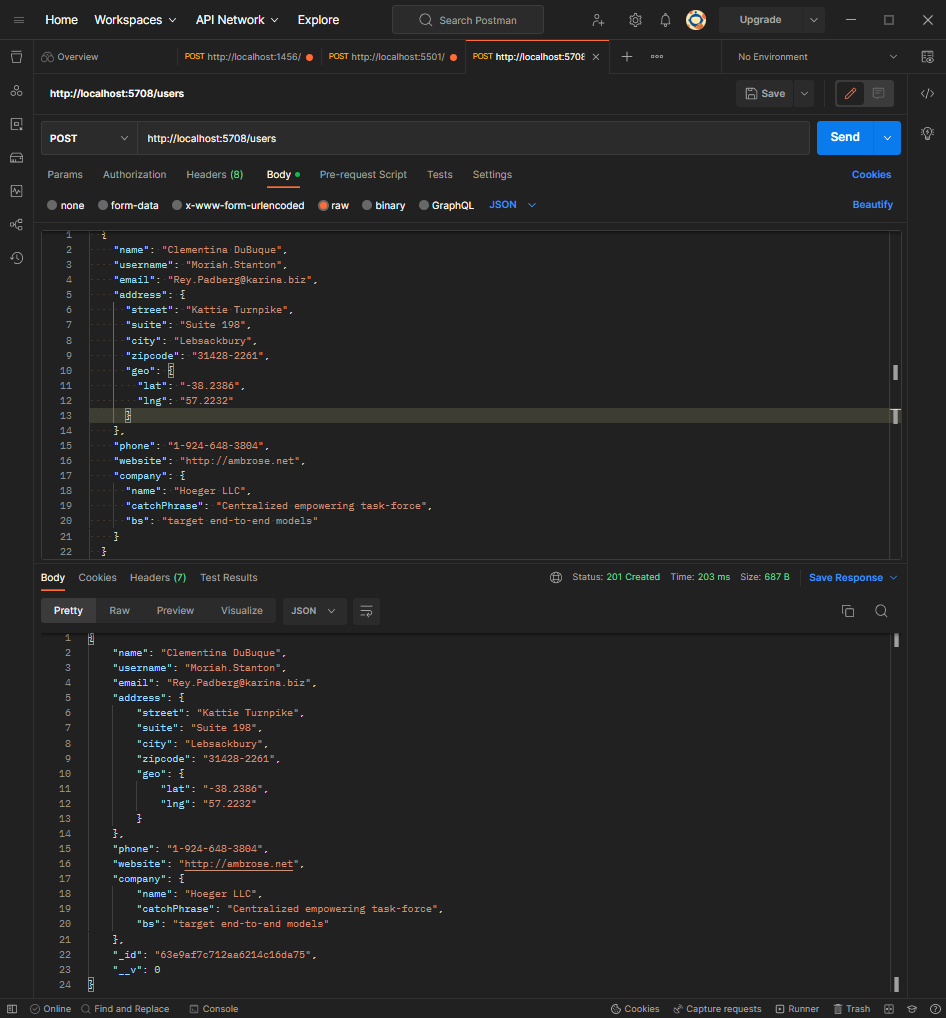 Home Workspaces API Network Explore Search Postman Upgrade
Overview POST http://localhost:1456/ POST http://localhost:5501/ POST http://localhost:5708 No Environment
http://localhost:5708/users Save
POST http://localhost:5708/users Send
Params Authorization Headers (8) Body Pre-request Script Tests Settings Cookies
none form-data x-www-form-urlencoded raw binary GraphQL JSON Beautify
1 {
2 "name": "Clementina DuBuque",
3 "username": "Moriah.Stanton",
4 "email": "Rey.Padberg@karina.biz",
5 "address": {
6 "street": "Kattie Turnpike",
7 "suite": "Suite 198",
8 "city": "Lebsackbury",
9 "zipcode": "31428-2261",
10 "geo": {
11 "lat": "-38.2386",
12 "lng": "57.2232"
13 }
14 },
15 "phone": "1-924-648-3804",
16 "website": "http://ambrose.net",
17 "company": {
18 "name": "Hoeger LLC",
19 "catchPhrase": "Centralized empowering task-force",
20 "bs": "target end-to-end models"
21 }
22 }
Body Cookies Headers (7) Test Results Status: 201 Created Time: 203 ms Size: 687 B Save Response
Pretty Raw Preview Visualize JSON
1 {
2 "name": "Clementina DuBuque",
3 "username": "Moriah.Stanton",
4 "email": "Rey.Padberg@karina.biz",
5 "address": {
6 "street": "Kattie Turnpike",
7 "suite": "Suite 198",
8 "city": "Lebsackbury",
9 "zipcode": "31428-2261",
10 "geo": {
11 "lat": "-38.2386",
12 "lng": "57.2232"
13 }
14 },
15 "phone": "1-924-648-3804",
16 "website": "http://ambrose.net",
17 "company": {
18 "name": "Hoeger LLC",
19 "catchPhrase": "Centralized empowering task-force",
20 "bs": "target end-to-end models"
21 },
22 "_id": "63e9af7c712aa6214c16da75",
23 "__v": 0
24 }
Online Find and Replace Console Cookies Capture requests Runner Trash